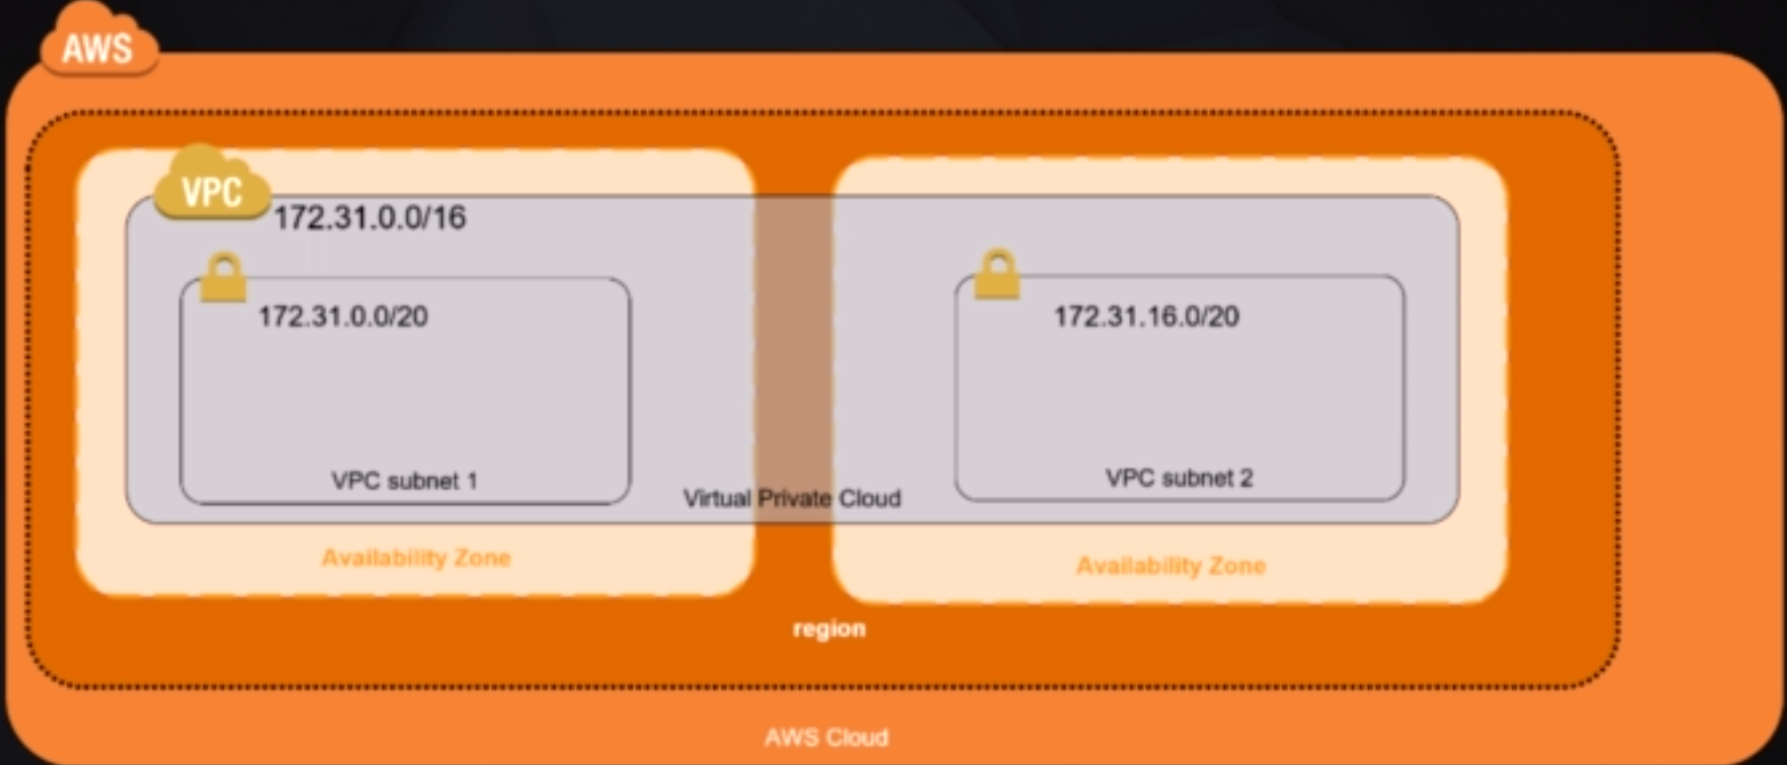 AWS
VPC
172.31.0.0/16
172.31.0.0/20
VPC subnet 1
172.31.16.0/20
VPC subnet 2
Virtual Private Cloud
Availability Zone
Availability Zone
region
AWS Cloud